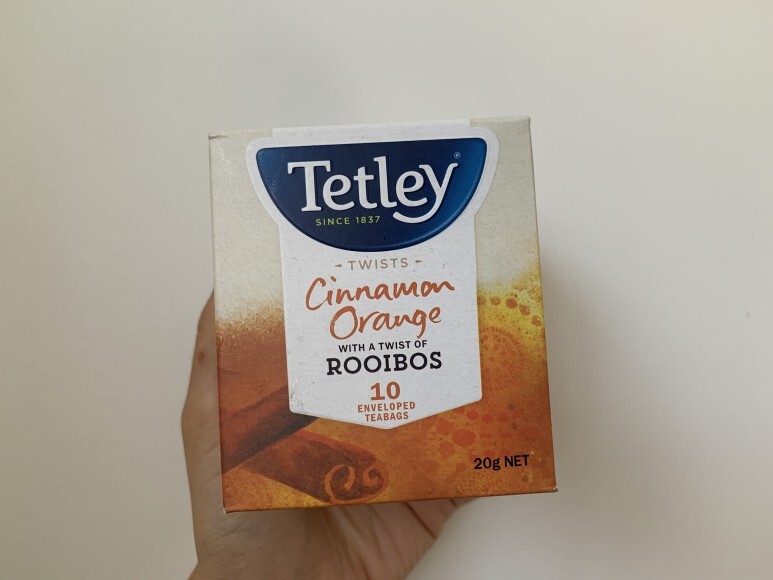 Tetley®
SINCE 1837
- TWISTS -
Cinnamon
Orange
WITH A TWIST OF
ROOIBOS
10
ENVELOPED
TEABAGS
20g NET